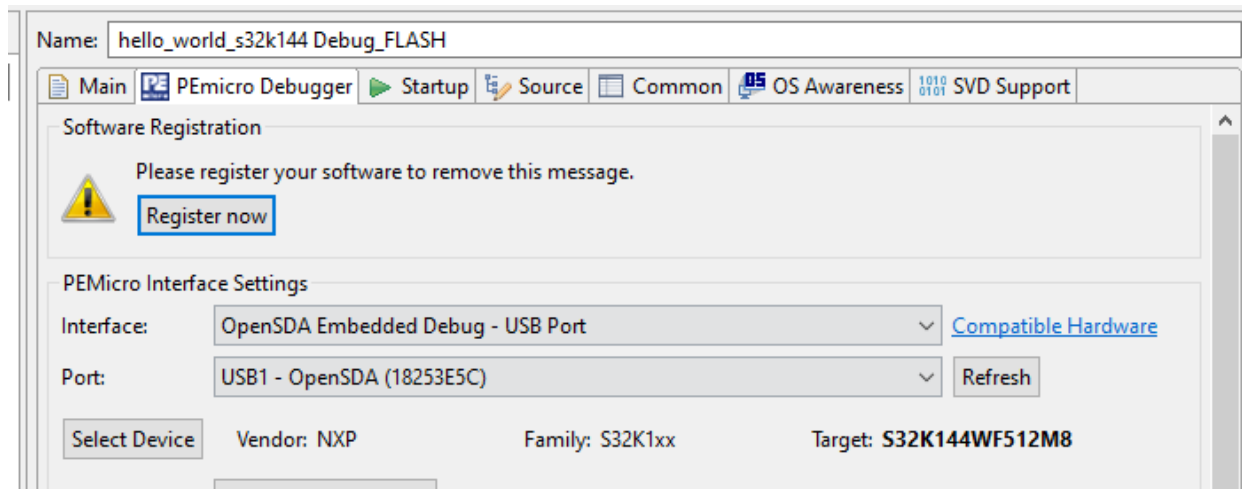 Name: hello_world_s32k144 Debug_FLASH
Main PEmicro Debugger Startup Source Common OS Awareness SVD Support
Software Registration
Please register your software to remove this message.
Register now
PEMicro Interface Settings
Interface: OpenSDA Embedded Debug - USB Port Compatible Hardware
Port: USB1 - OpenSDA (18253E5C) Refresh
Select Device Vendor: NXP Family: S32K1xx Target: S32K144WF512M8